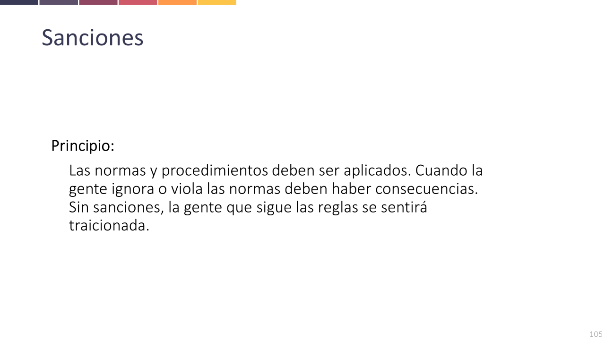 Sanciones
Principio:
Las normas y procedimientos deben ser aplicados. Cuando la
gente ignora o viola las normas deben haber consecuencias.
Sin sanciones, la gente que sigue las reglas se sentirá
traicionada.
105